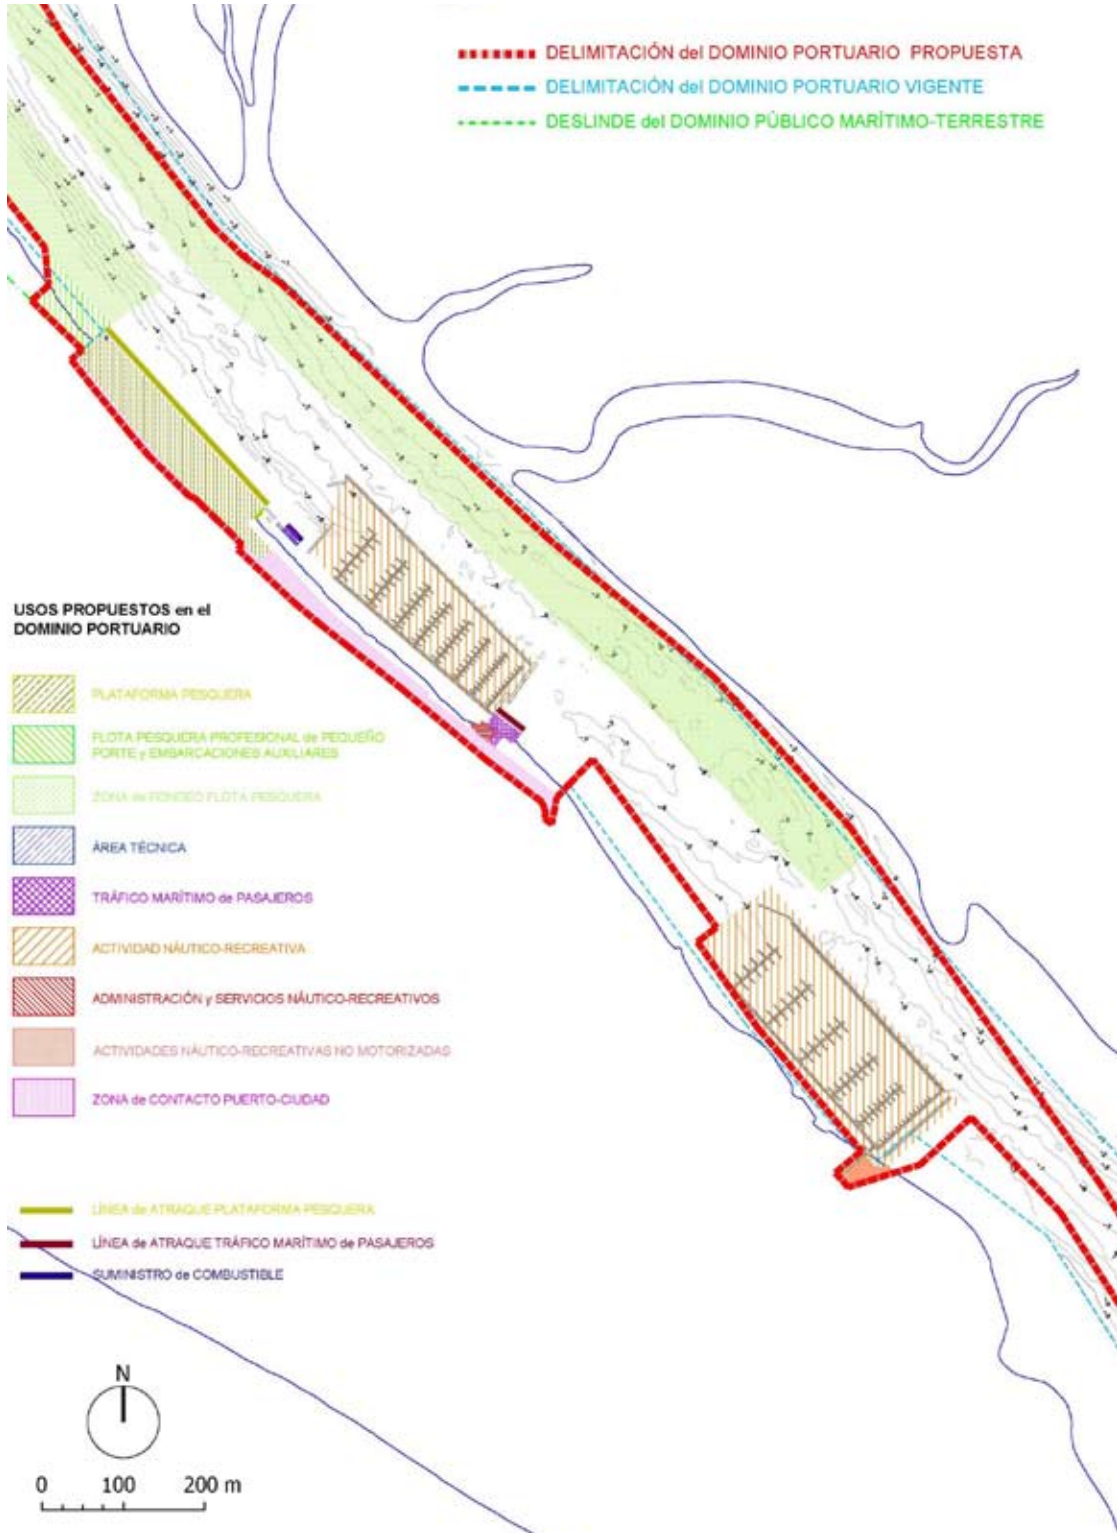 DELIMITACIÓN del DOMINIO PORTUARIO PROPUESTA
DELIMITACIÓN del DOMINIO PORTUARIO VIGENTE
DESLINDE del DOMINIO PÚBLICO MARÍTIMO-TERRESTRE
USOS PROPUESTOS en el
DOMINIO PORTUARIO
PLATAFORMA PESQUERA
FLOTA PESQUERA PROFESIONAL de PEQUEÑO
PORTE y EMBARCACIONES AUXILIARES
ZONA de FONDEO FLOTA PESQUERA
ÁREA TÉCNICA
TRÁFICO MARÍTIMO de PASAJEROS
ACTIVIDAD NÁUTICO-RECREATIVA
ADMINISTRACIÓN y SERVICIOS NÁUTICO-RECREATIVOS
ACTIVIDADES NÁUTICO-RECREATIVAS NO MOTORIZADAS
ZONA de CONTACTO PUERTO-CIUDAD
LÍNEA de ATRAQUE PLATAFORMA PESQUERA
LÍNEA de ATRAQUE TRÁFICO MARÍTIMO de PASAJEROS
SUMINISTRO de COMBUSTIBLE
N
0 100 200 m